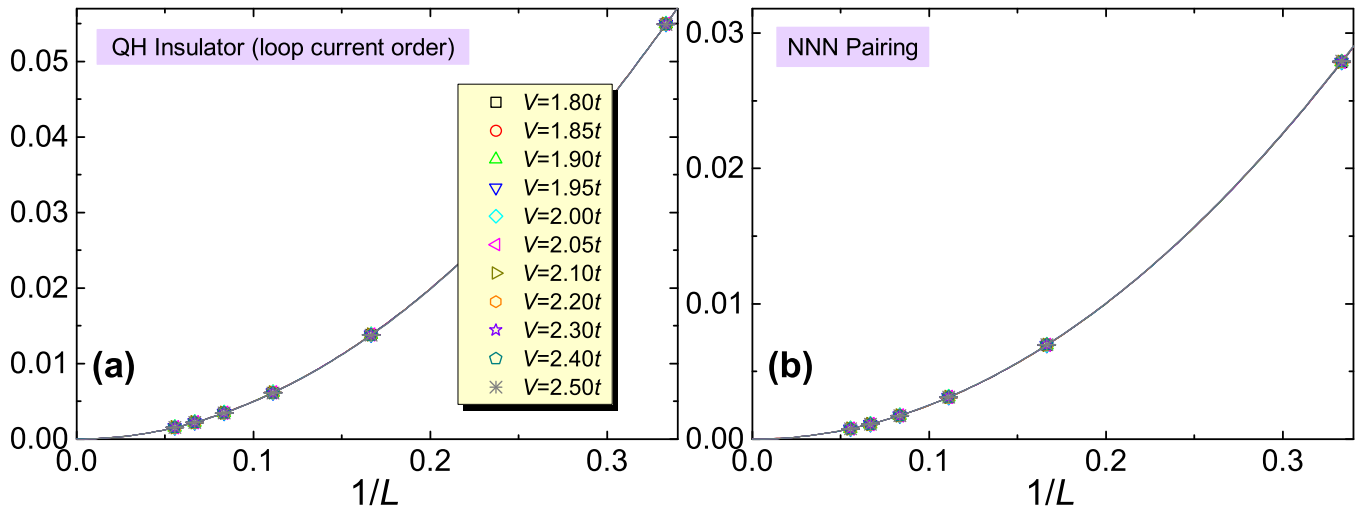 QH Insulator (loop current order)
0.05
0.04
0.03
0.02
0.01
0.00
V=1.80t
V=1.85t
V=1.90t
V=1.95t
V=2.00t
V=2.05t
V=2.10t
V=2.20t
V=2.30t
V=2.40t
V=2.50t
(a)
0.0 0.1 0.2 0.3
1/L
NNN Pairing
0.03
0.02
0.01
0.00
(b)
0.0 0.1 0.2 0.3
1/L